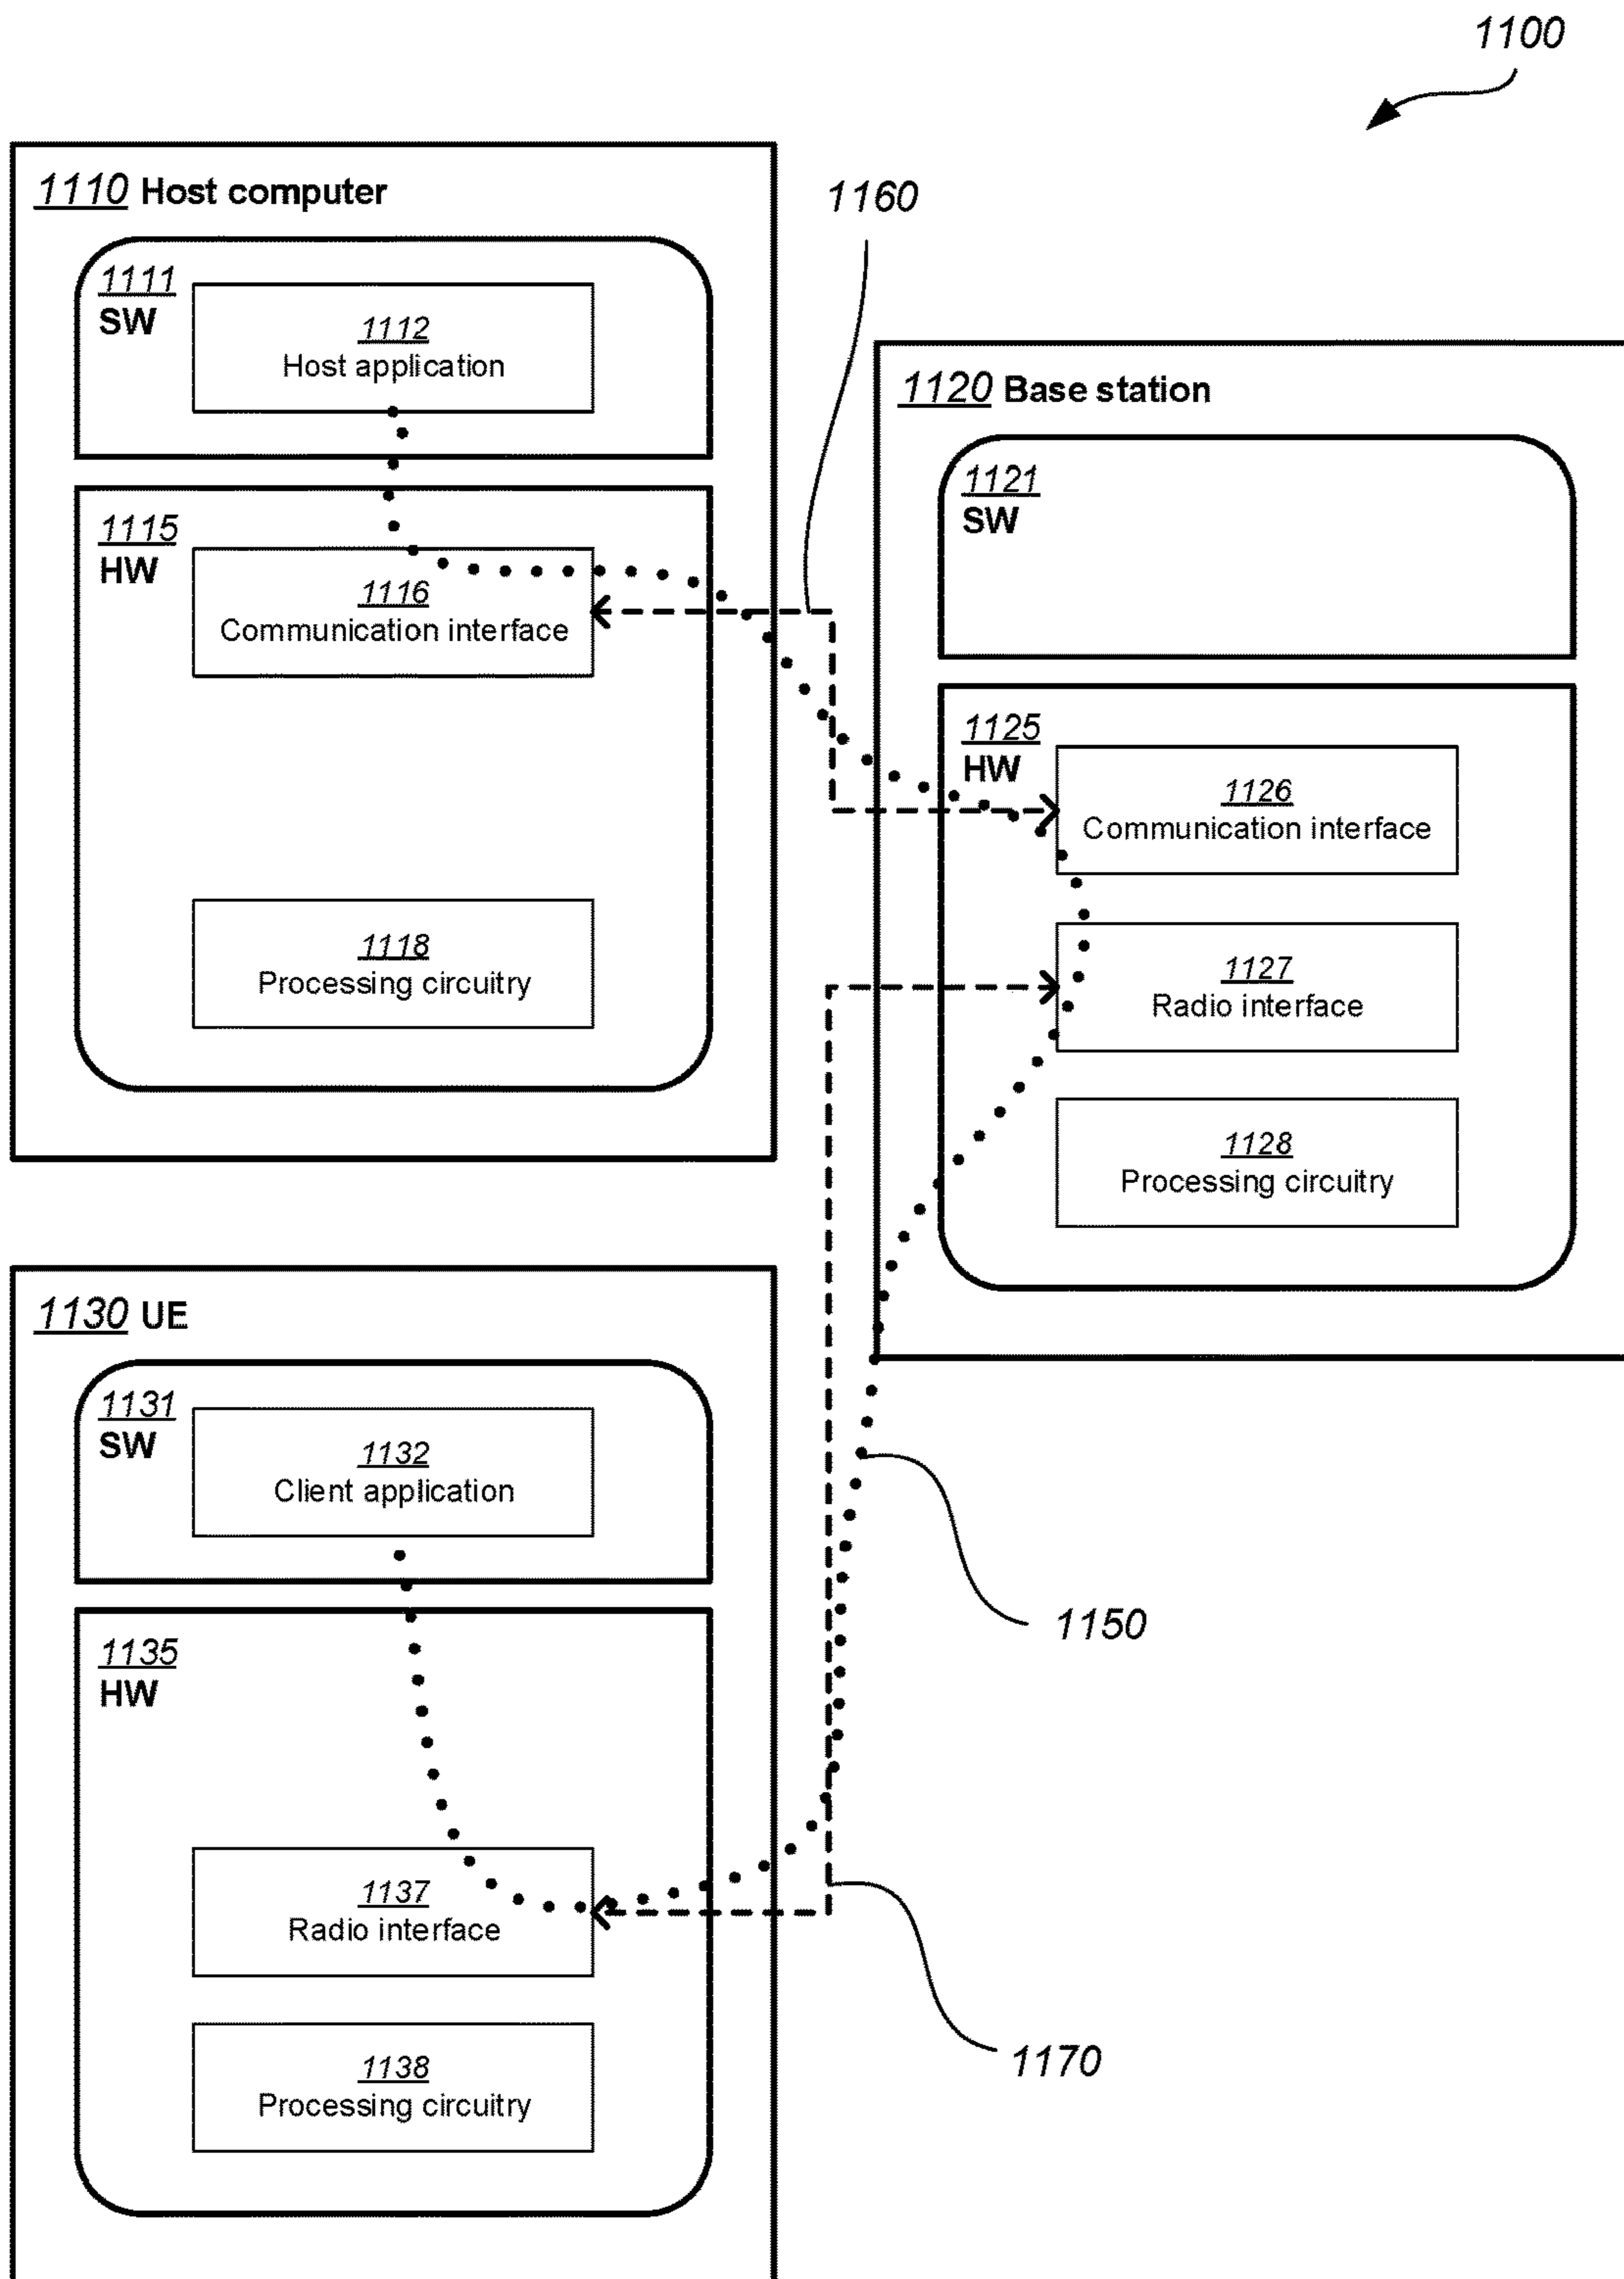 1100
1110 Host computer
1111
SW
1112
Host application
1115
HW
1116
Communication interface
1118
Processing circuitry
1160
1120 Base station
1121
SW
1125
HW
1126
Communication interface
1127
Radio interface
1128
Processing circuitry
1130 UE
1131
SW
1132
Client application
1135
HW
1137
Radio interface
1138
Processing circuitry
1150
1170